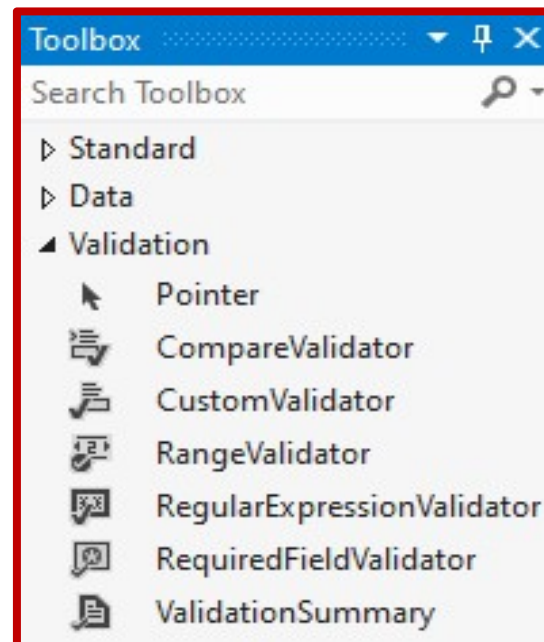 Toolbox
Search Toolbox
Standard
Data
Validation
Pointer
CompareValidator
CustomValidator
RangeValidator
RegularExpressionValidator
RequiredFieldValidator
ValidationSummary